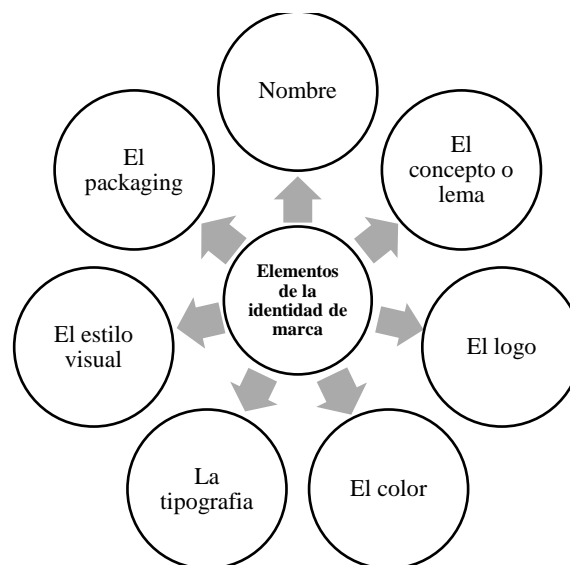 Nombre
El
concepto o
lema
El logo
El color
La
tipografia
El estilo
visual
El
packaging
Elementos
de la
identidad de
marca